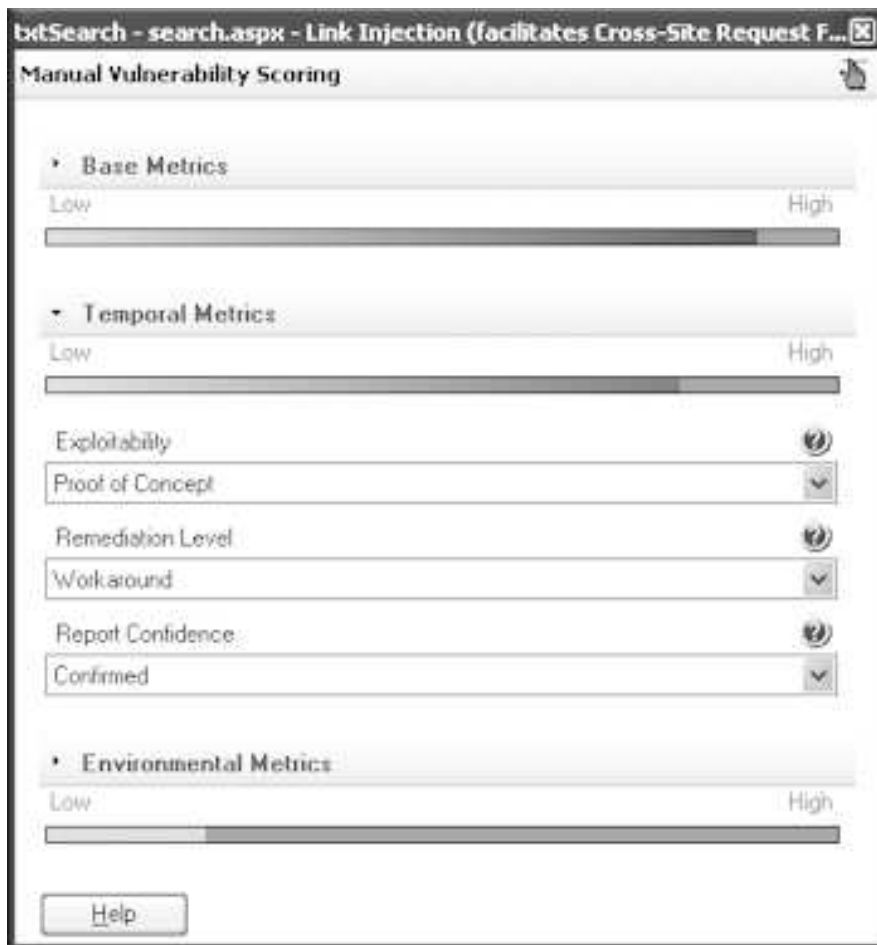 txtSearch - search.aspx - Link Injection (facilitates Cross-Site Request F...
Manual Vulnerability Scoring
Base Metrics
Low High
Temporal Metrics
Low High
Exploitability
Proof of Concept
Remediation Level
Workaround
Report Confidence
Confirmed
Environmental Metrics
Low High
Help